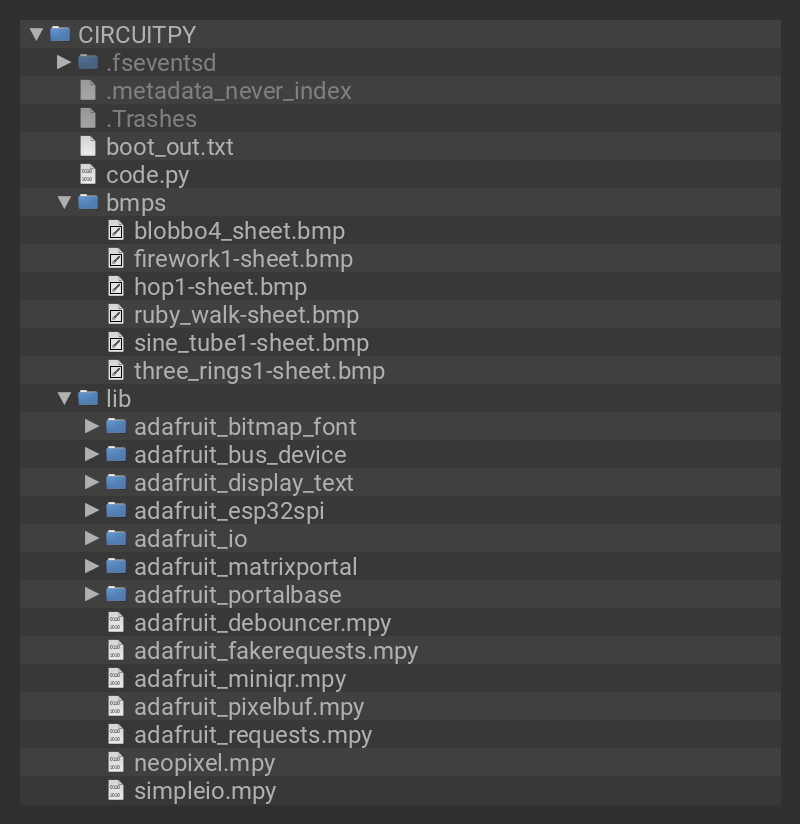 CIRCUITPY
.fseventsd
.metadata_never_index
.Trashes
boot_out.txt
code.py
bmps
blobbo4_sheet.bmp
firework1-sheet.bmp
hop1-sheet.bmp
ruby_walk-sheet.bmp
sine_tube1-sheet.bmp
three_rings1-sheet.bmp
lib
adafruit_bitmap_font
adafruit_bus_device
adafruit_display_text
adafruit_esp32spi
adafruit_io
adafruit_matrixportal
adafruit_portalbase
adafruit_debouncer.mpy
adafruit_fakerequests.mpy
adafruit_miniqr.mpy
adafruit_pixelbuf.mpy
adafruit_requests.mpy
neopixel.mpy
simpleio.mpy